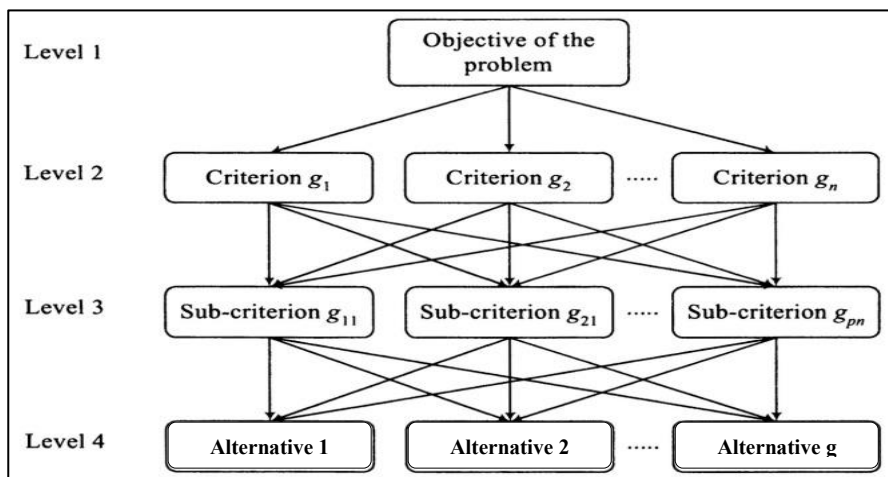 Level 1
Objective of the
problem
Level 2
Criterion g₁
Criterion g₂
.....
Criterion gₙ
Level 3
Sub-criterion g₁₁
Sub-criterion g₂₁
.....
Sub-criterion gₚₙ
Level 4
Alternative 1
Alternative 2
.....
Alternative g